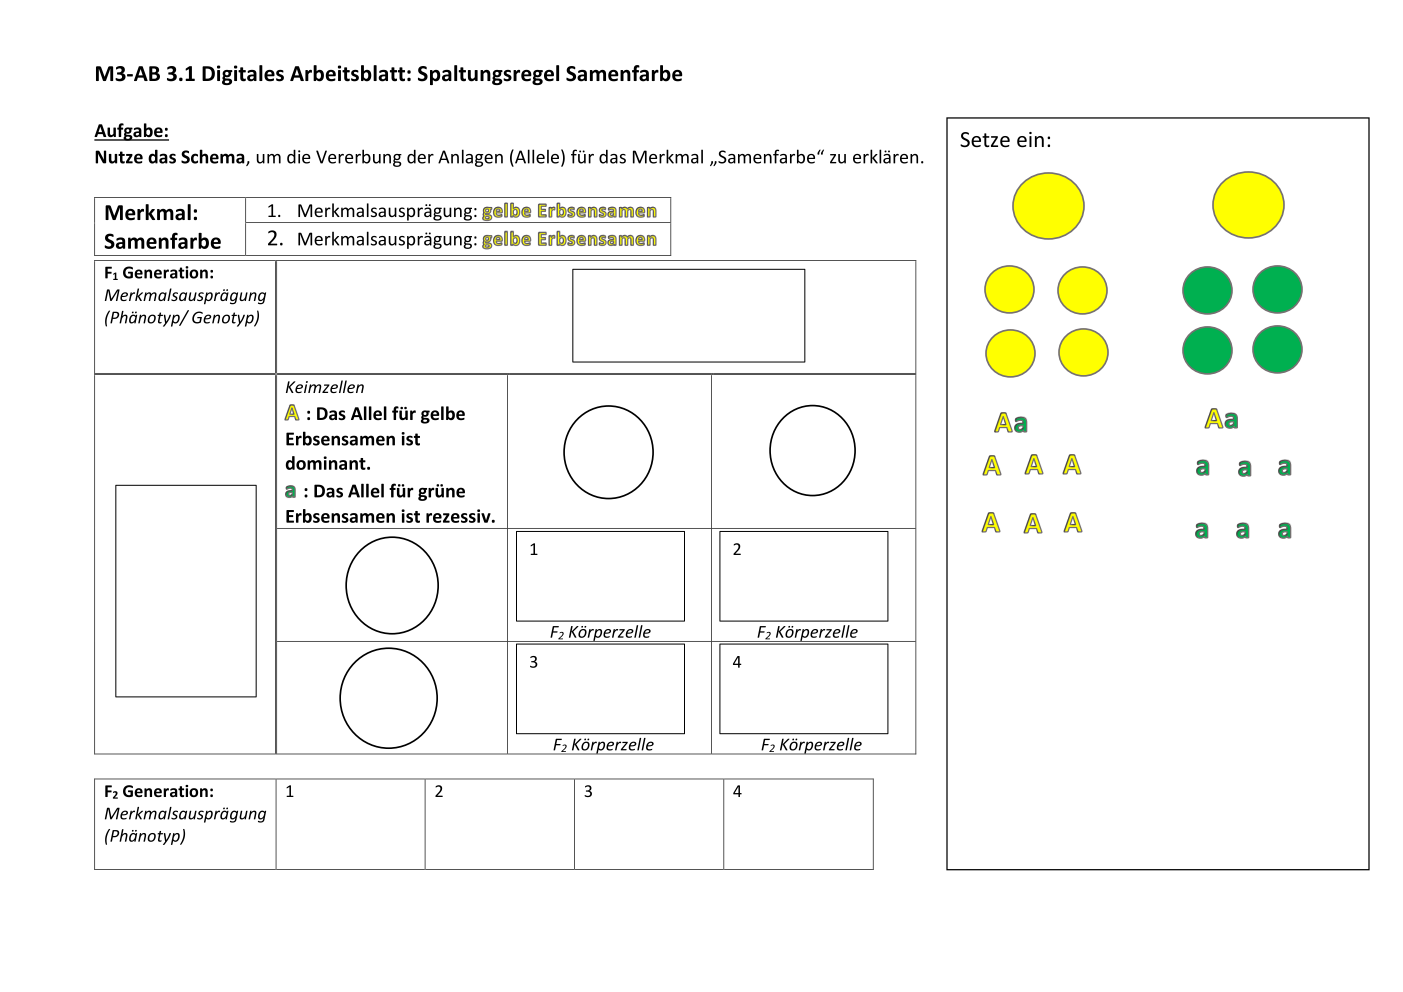 M3-AB 3.1 Digitales Arbeitsblatt: Spaltungsregel Samenfarbe
Aufgabe:
Nutze das Schema, um die Vererbung der Anlagen (Allele) für das Merkmal „Samenfarbe“ zu erklären.
Merkmal:
Samenfarbe
1. Merkmalsausprägung: gelbe Erbsensamen
2. Merkmalsausprägung: gelbe Erbsensamen
F₁ Generation:
Merkmalsausprägung
(Phänotyp/ Genotyp)
Keimzellen
A : Das Allel für gelbe
Erbsensamen ist
dominant.
a : Das Allel für grüne
Erbsensamen ist rezessiv.
1
F₂ Körperzelle
2
F₂ Körperzelle
3
F₂ Körperzelle
4
F₂ Körperzelle
F₂ Generation:
Merkmalsausprägung
(Phänotyp)
1
2
3
4
Setze ein:
Aa Aa
A A A a a a
A A A a a a